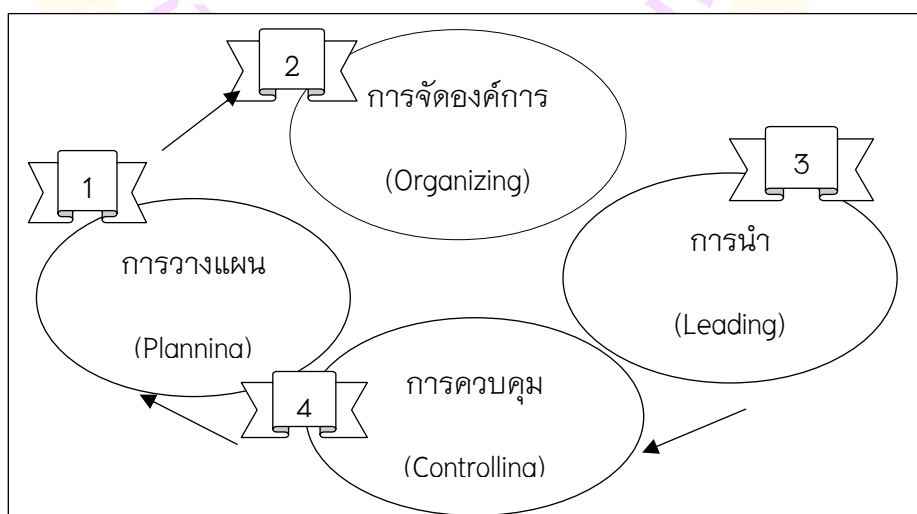 1
การวางแผน
(Planning)
2
การจัดองค์การ
(Organizing)
3
การนำ
(Leading)
4
การควบคุม
(Controlling)